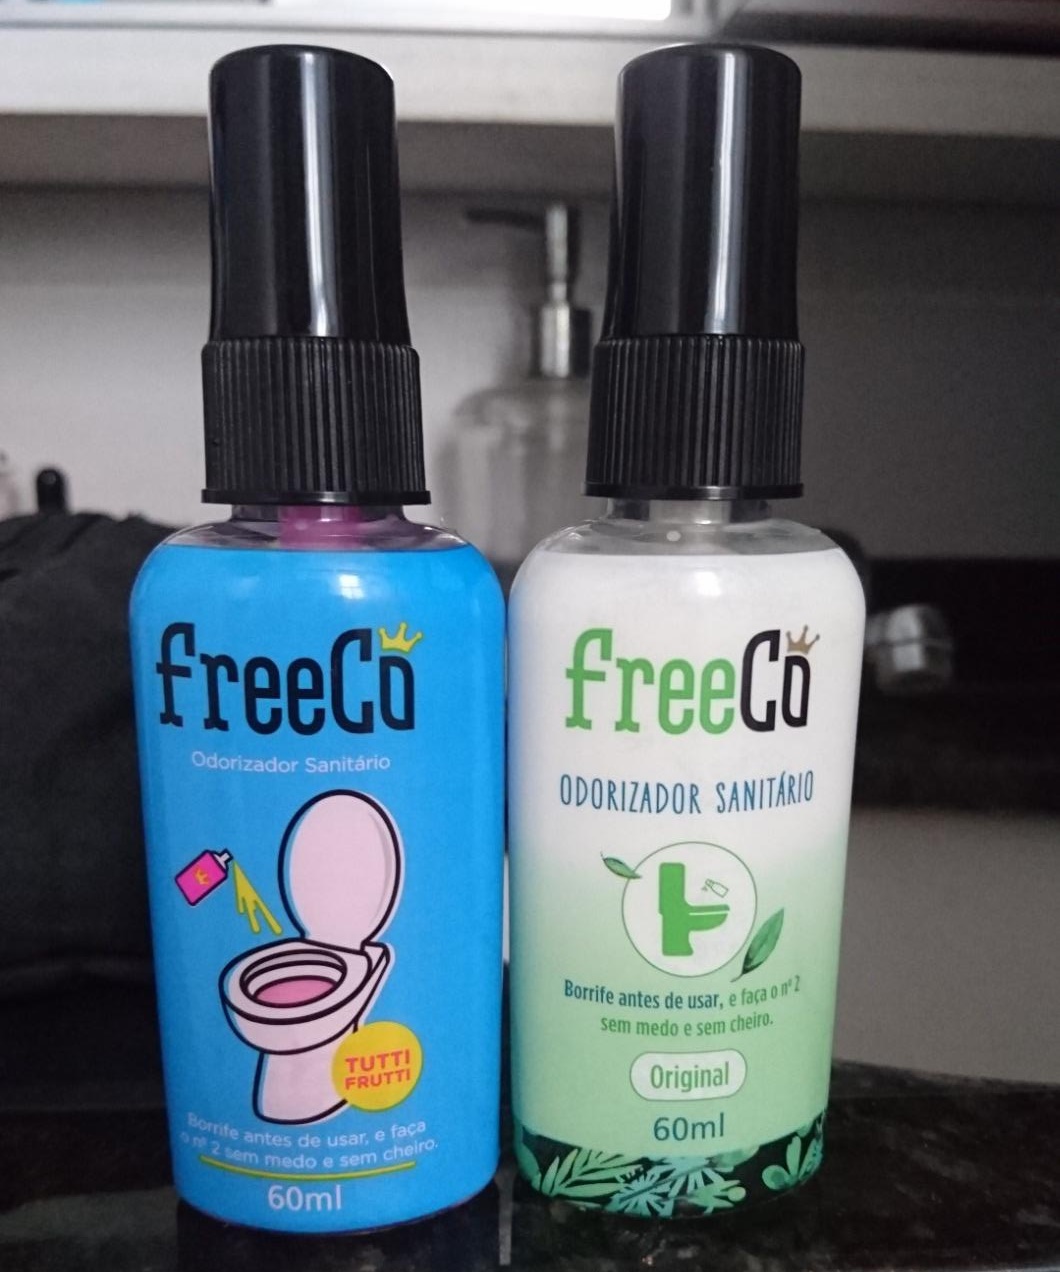 freeCô
Odorizador Sanitário
TUTTI
FRUTTI
Borrife antes de usar, e faça
o nº 2 sem medo e sem cheiro.
60ml
freeCô
ODORIZADOR SANITÁRIO
Borrife antes de usar, e faça o nº 2
sem medo e sem cheiro.
Original
60ml